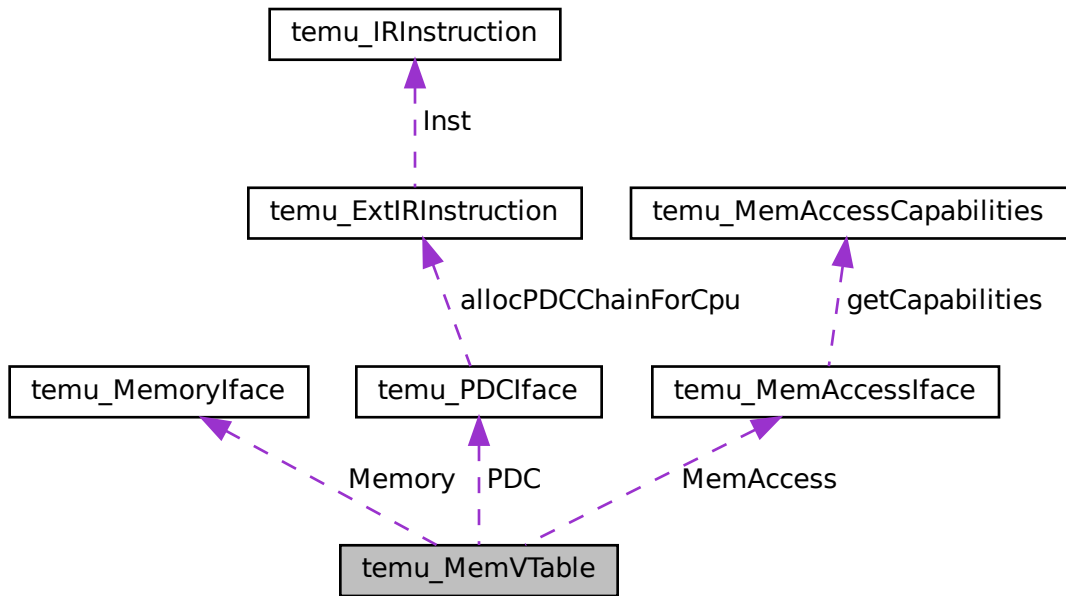 temu_IRInstruction
Inst
temu_ExtIRInstruction
temu_MemAccessCapabilities
allocPDCChainForCpu
getCapabilities
temu_MemoryIface
temu_PDCIface
temu_MemAccessIface
Memory
PDC
MemAccess
temu_MemVTable